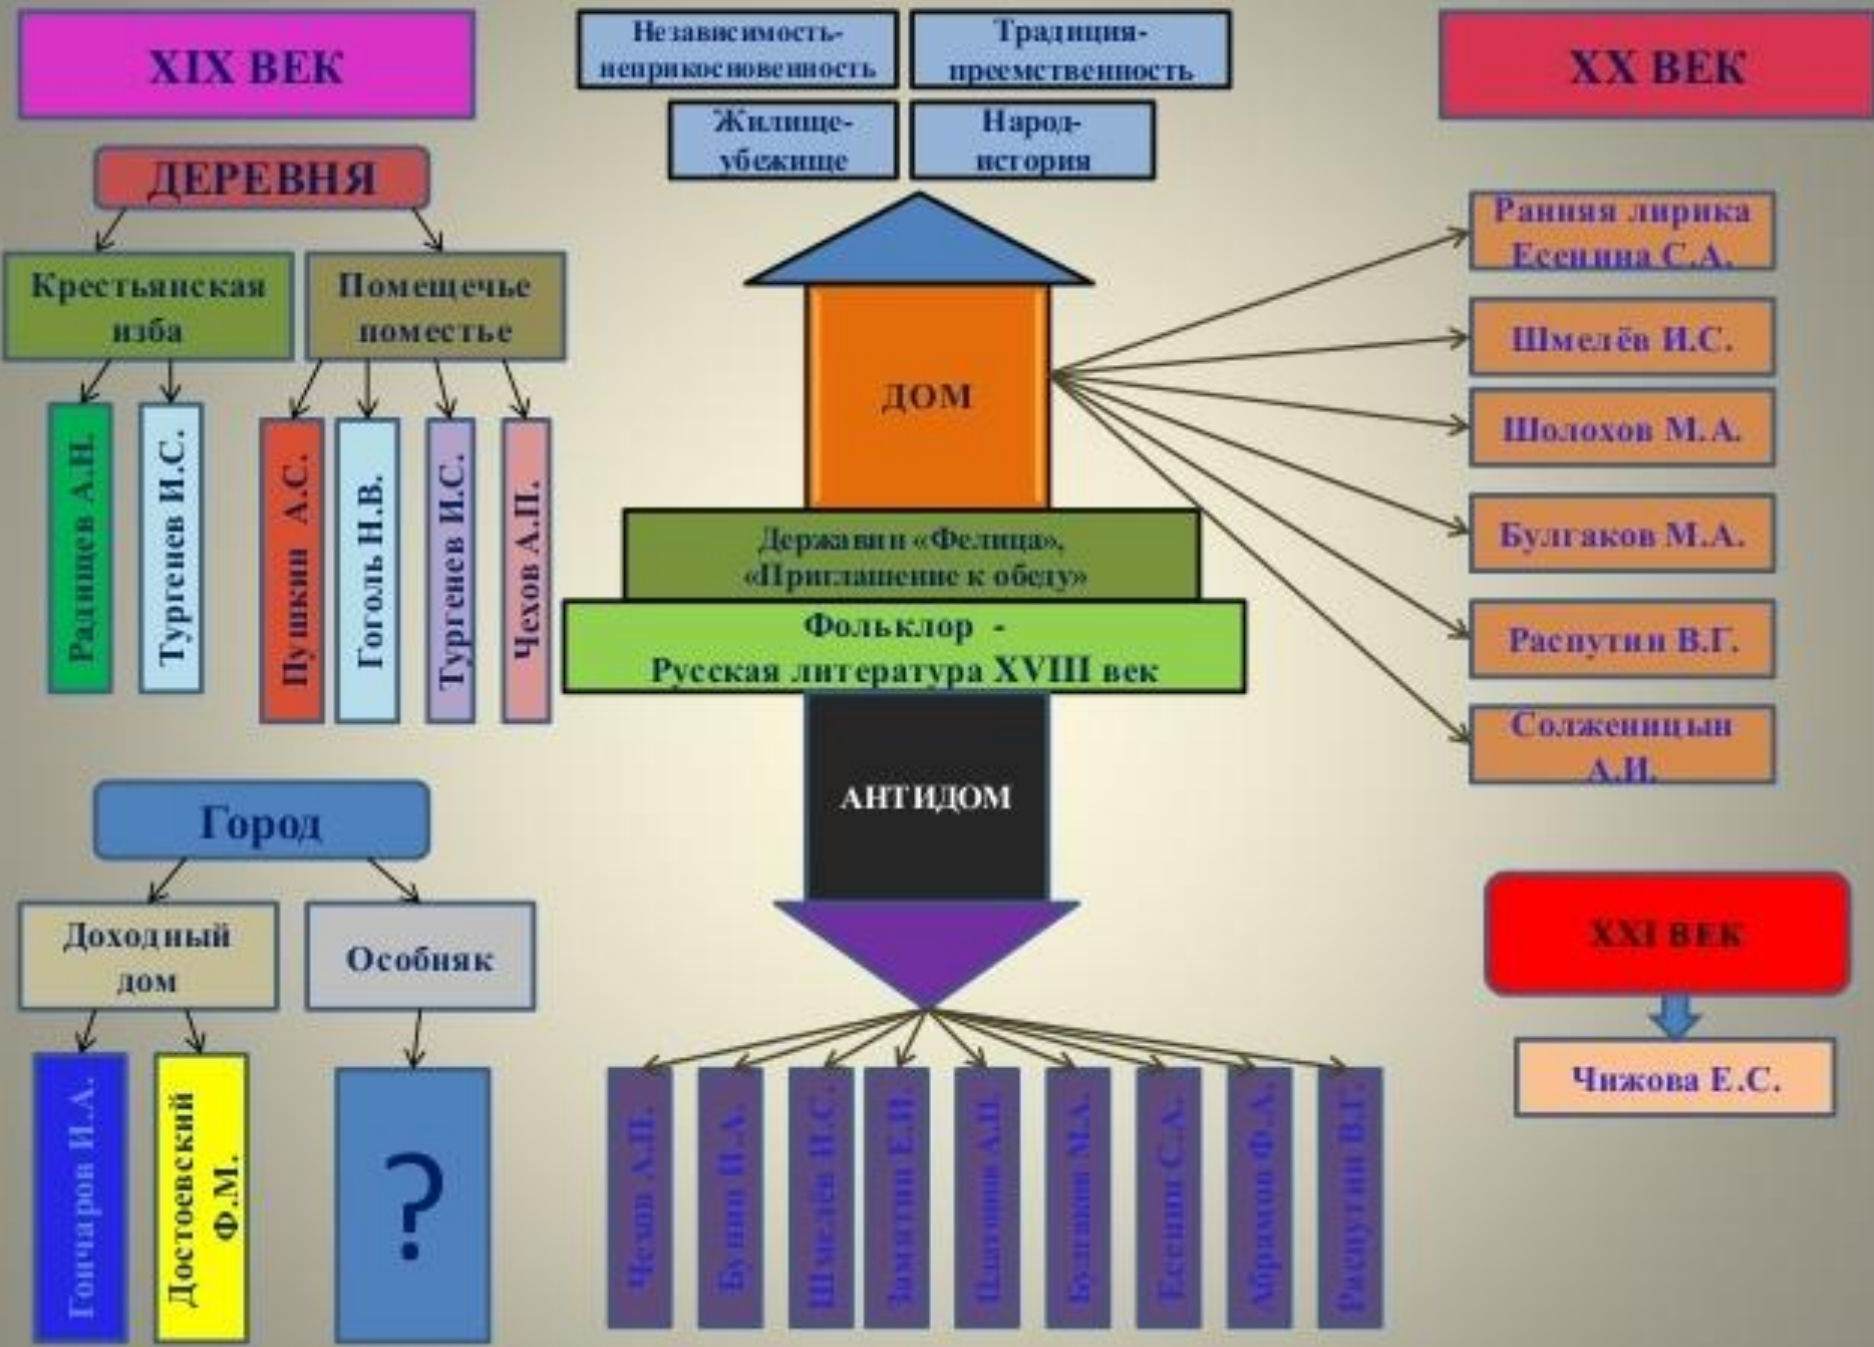 XIX ВЕК
ДЕРЕВНЯ
Крестьянская
изба
Помещечье
поместье
Радищев А.Н.
Тургенев И.С.
Пушкин А.С.
Гоголь Н.В.
Тургенев И.С.
Чехов А.П.
Город
Доходный
дом
Особняк
Гончаров И.А.
Достоевский
Ф.М.
?
Независимость-
неприкосновенность
Традиция-
преемственность
Жилище-
убежище
Народ-
история
ДОМ
Державин «Фелица»,
«Приглашение к обеду»
Фольклор -
Русская литература XVIII век
АНТИДОМ
Чехов А.П.
Бунин И.А.
Шмелёв И.С.
Замятин Е.И.
Платонов А.П.
Булгаков М.А.
Есенин С.А.
Абрамов Ф.А.
Распутин В.Г.
XX ВЕК
Ранняя лирика
Есенина С.А.
Шмелёв И.С.
Шолохов М.А.
Булгаков М.А.
Распутин В.Г.
Солженицын
А.И.
XXI ВЕК
Чижова Е.С.